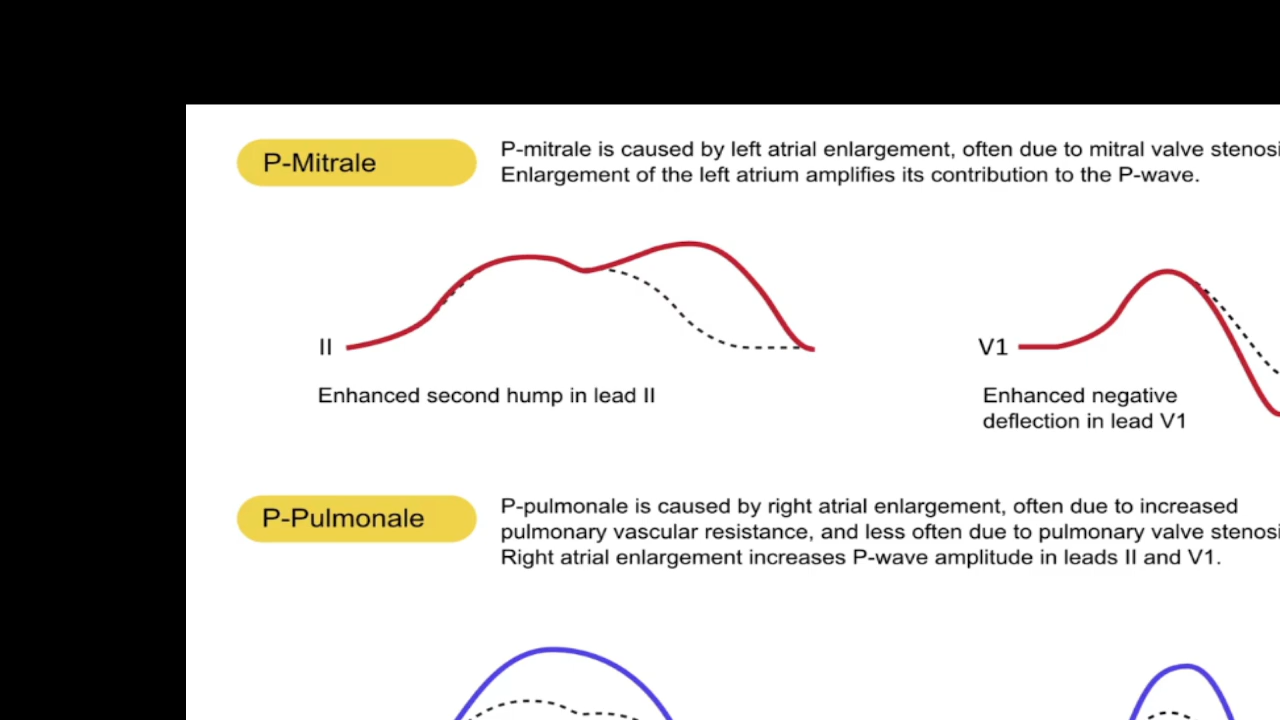 P-Mitrale
P-mitrale is caused by left atrial enlargement, often due to mitral valve
Enlargement of the left atrium amplifies its contribution to the P-wave.
II
V1
Enhanced second hump in lead II
Enhanced negative
deflection in lead V1
P-Pulmonale
P-pulmonale is caused by right atrial enlargement, often due to increased
pulmonary vascular resistance, and less often due to pulmonary valve
Right atrial enlargement increases P-wave amplitude in leads II and V1.